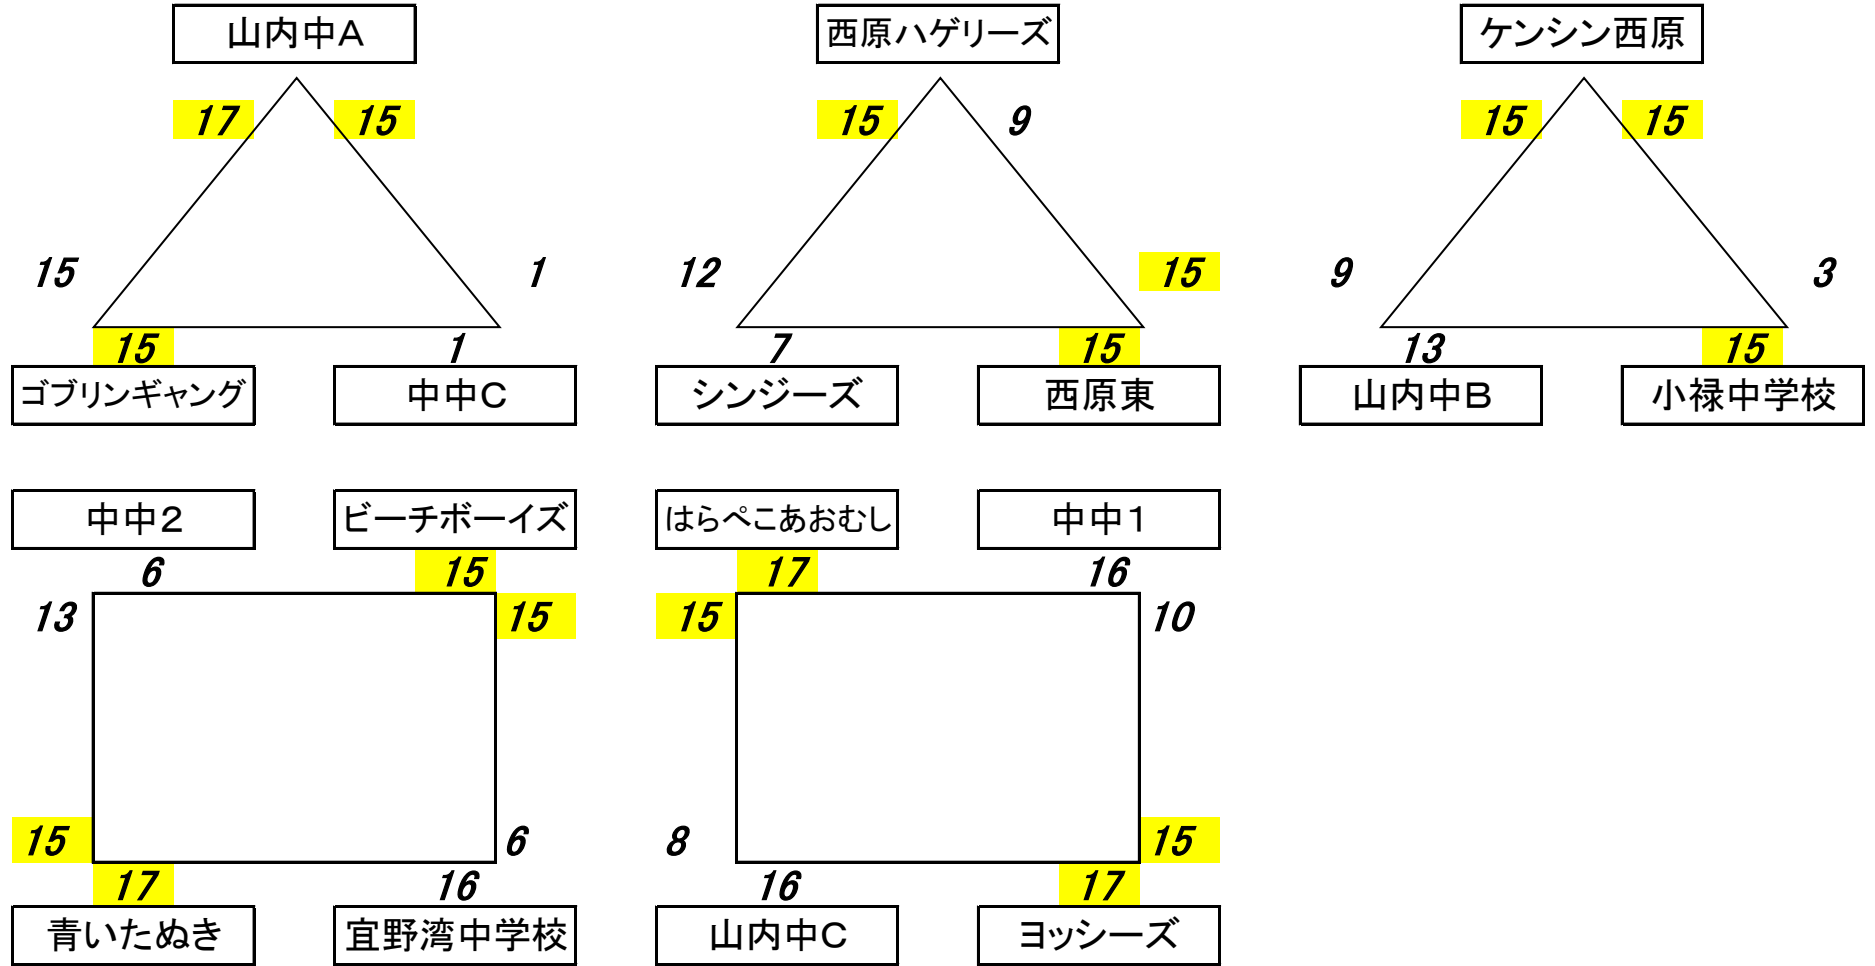 山内中A 西原ハゲリーズ ケンシン西原
17 15 15 9 15 15
15 1 12 15 9 3
15 1 7 15 13 15
ゴブリンギャング 中中C シンジーズ 西原東 山内中B 小禄中学校
中中2 ビーチボーイズ はらぺこあおむし 中中1
6 15 17 16
13 15 15 10
15 6 8 15
17 16 16 17
青いたぬき 宜野湾中学校 山内中C ヨッシーズ